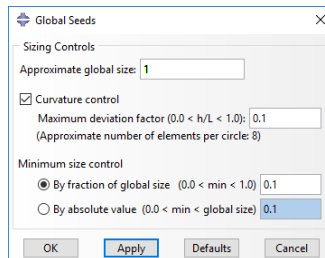 Global Seeds
Sizing Controls
Approximate global size: 1
Curvature control
Maximum deviation factor (0.0 < h/L < 1.0): 0.1
(Approximate number of elements per circle: 8)
Minimum size control
By fraction of global size (0.0 < min < 1.0) 0.1
By absolute value (0.0 < min < global size) 0.1
OK Apply Defaults Cancel